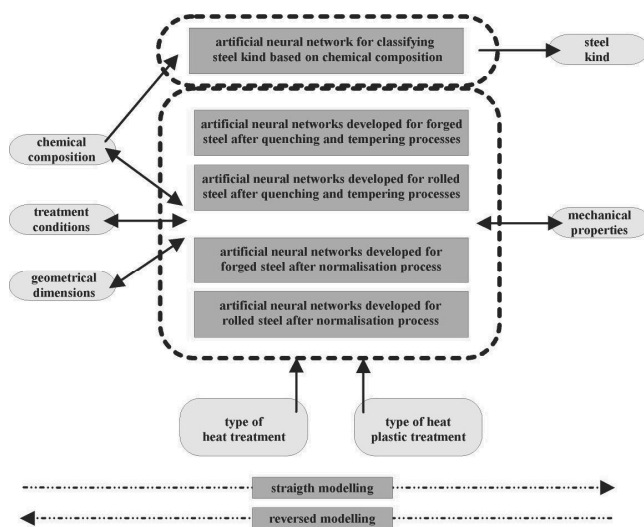 artificial neural network for classifying
steel kind based on chemical composition
steel
kind
artificial neural networks developed for forged
steel after quenching and tempering processes
chemical
composition
artificial neural networks developed for rolled
steel after quenching and tempering processes
treatment
conditions
mechanical
properties
artificial neural networks developed for
forged steel after normalisation process
geometrical
dimensions
artificial neural networks developed for
rolled steel after normalisation process
type of
heat treatment
type of heat
plastic treatment
straigth modelling
reversed modelling